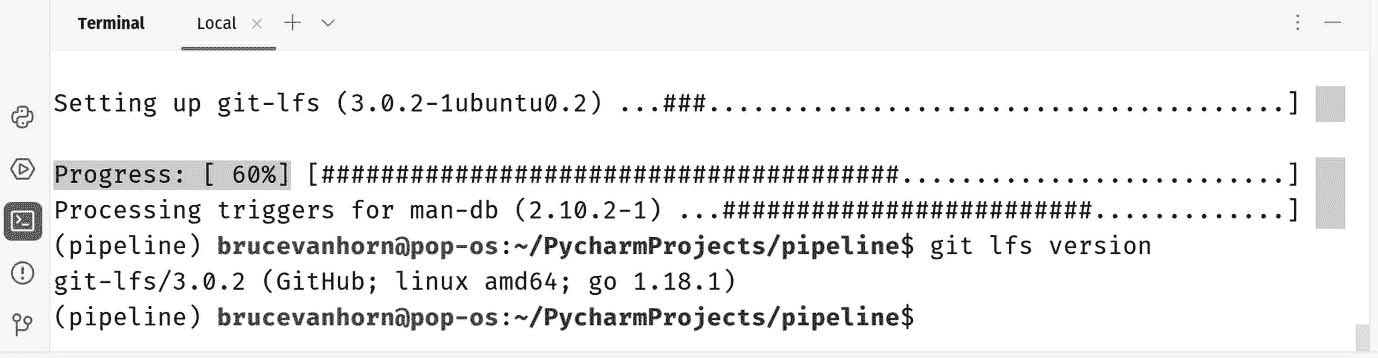 Terminal Local
Setting up git-lfs (3.0.2-1ubuntu0.2) ...###.......................................]
Progress: [ 60%] [#######################################..........................]
Processing triggers for man-db (2.10.2-1) ...#########################.............]
(pipeline) brucevanhorn@pop-os:~/PycharmProjects/pipeline$ git lfs version
git-lfs/3.0.2 (GitHub; linux amd64; go 1.18.1)
(pipeline) brucevanhorn@pop-os:~/PycharmProjects/pipeline$